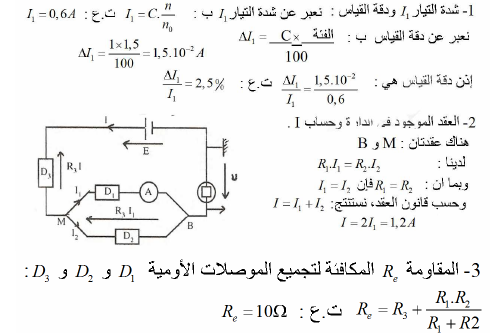 1- شدة التيار I₁ ودقة القياس : نعبر عن شدة التيار I₁ ب : I₁ = C.n/n₀ ت.ع : I₁ = 0,6A
نعبر عن دقة القياس ب : ΔI₁ = C× الفئة / 100
ΔI₁ = 1×1,5/100 = 1,5.10⁻² A
إذن دقة القياس هي : ΔI₁/I₁ = 1,5.10⁻²/0,6 ت.ع : ΔI₁/I₁ = 2,5%
2- العقد الموجود في الدارة وحساب I .
هناك عقدتان : M و B
لدينا : R₁.I₁ = R₂.I₂
وبما ان : R₁ = R₂ فإن I₁ = I₂
وحسب قانون العقد، نستنتج: I = I₁ + I₂
I = 2I₁ = 1,2A
I
E
D₃
R₃ I
u
I₁
D₁
A
M
R₃ I₁
B
I₂
D₂
3- المقاومة Rₑ المكافئة لتجميع الموصلات الأومية D₁ و D₂ و D₃ :
Rₑ = R₃ + R₁.R₂/(R₁ + R2) ت.ع : Rₑ = 10Ω